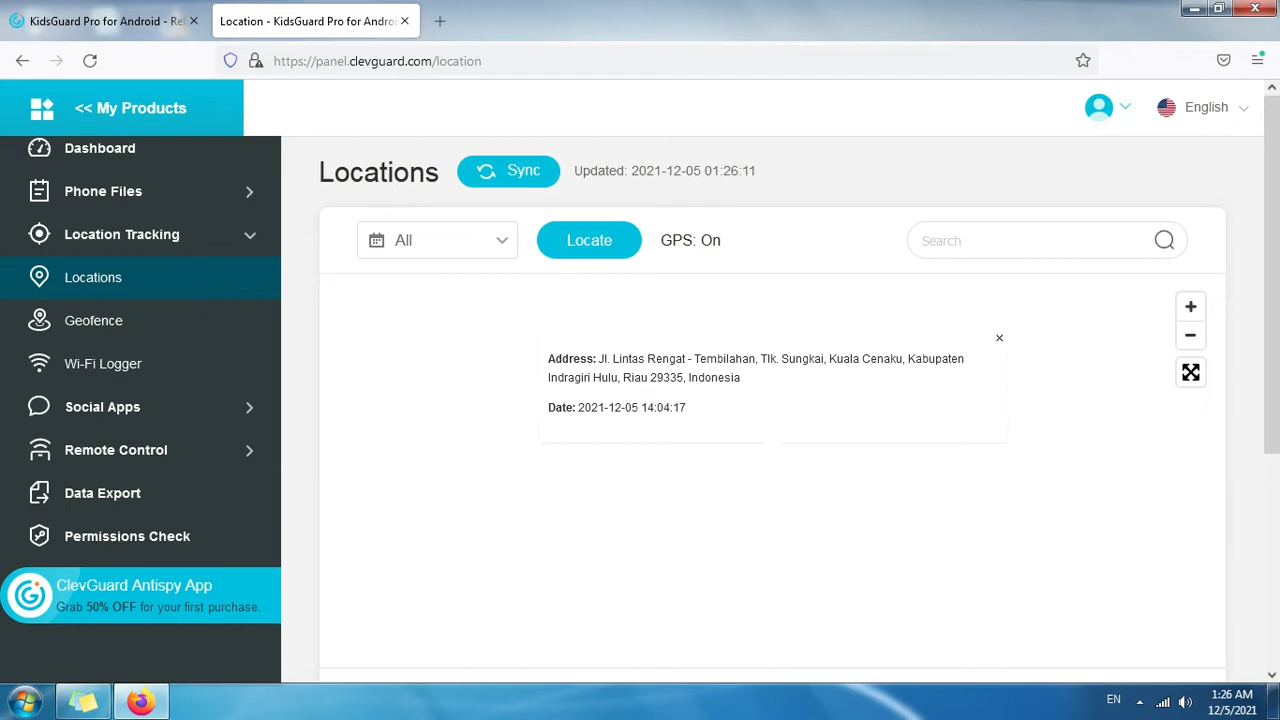 KidsGuard Pro for Android - Re
Location - KidsGuard Pro for Andro
https://panel.clevguard.com/location
<< My Products
English
Dashboard
Phone Files
Location Tracking
Locations
Geofence
Wi-Fi Logger
Social Apps
Remote Control
Data Export
Permissions Check
ClevGuard Antispy App
Grab 50% OFF for your first purchase.
Locations
Sync
Updated: 2021-12-05 01:26:11
All
Locate
GPS: On
Search
+
-
×
Address: Jl. Lintas Rengat - Tembilahan, Tlk. Sungkai, Kuala Cenaku, Kabupaten
Indragiri Hulu, Riau 29335, Indonesia
Date: 2021-12-05 14:04:17
EN
1:26 AM
12/5/2021